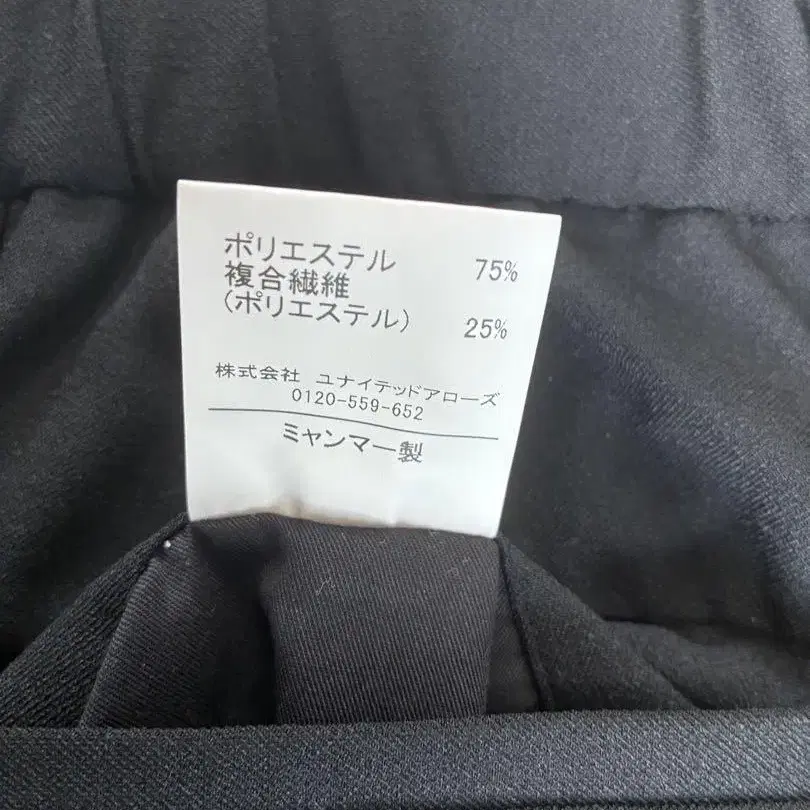 ポリエステル 75%
複合繊維
(ポリエステル) 25%
株式会社 ユナイテッドアローズ
0120-559-652
ミャンマー製